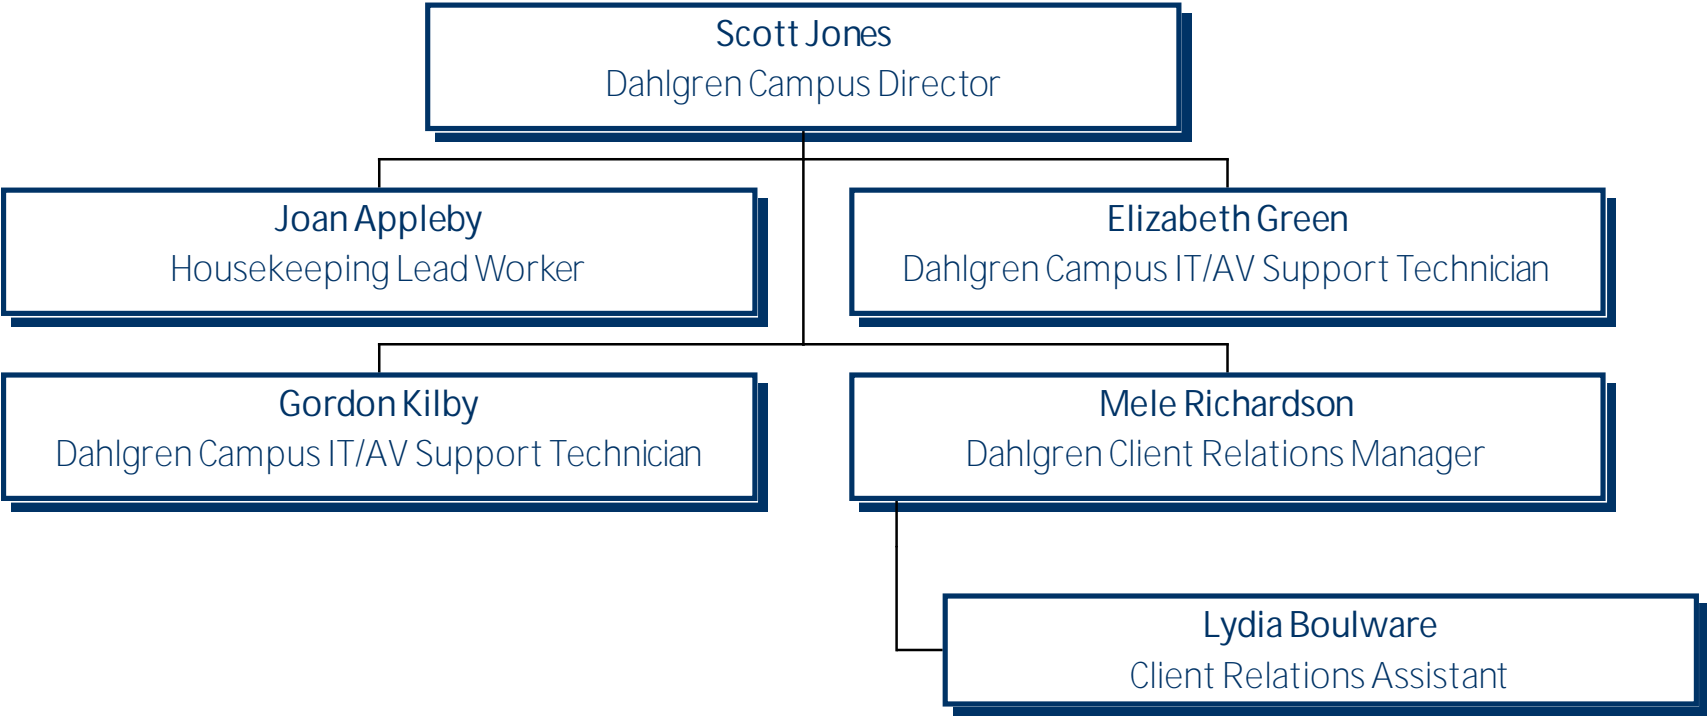 Scott Jones
Dahlgren Campus Director
Joan Appleby
Housekeeping Lead Worker
Elizabeth Green
Dahlgren Campus IT/AV Support Technician
Gordon Kilby
Dahlgren Campus IT/AV Support Technician
Mele Richardson
Dahlgren Client Relations Manager
Lydia Boulware
Client Relations Assistant